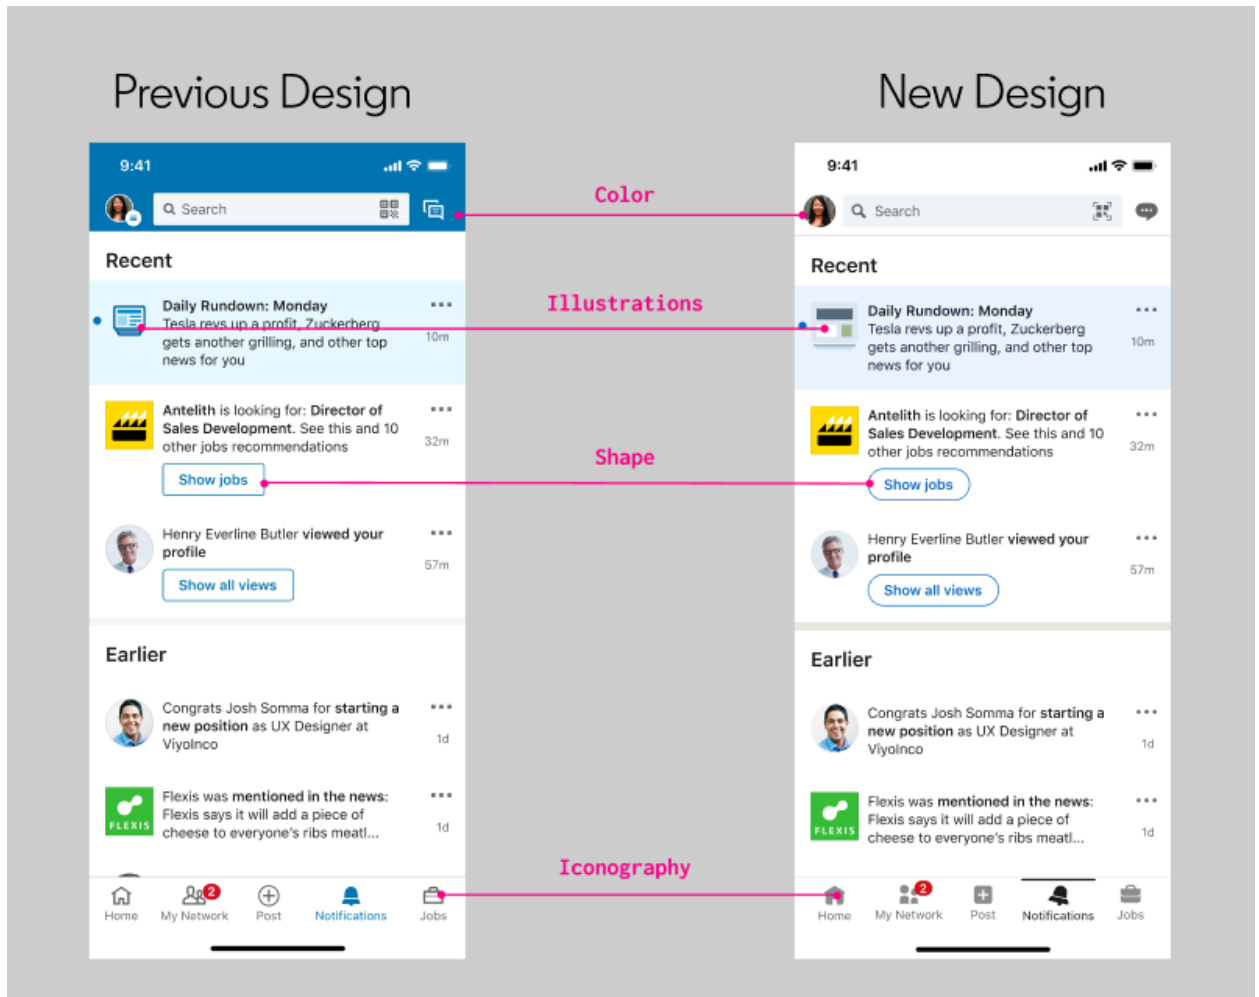 Previous Design
New Design
9:41
Search
Recent
Daily Rundown: Monday
Tesla revs up a profit, Zuckerberg
10m
gets another grilling, and other top
news for you
Antelith is looking for: Director of
Sales Development. See this and 10
32m
other jobs recommendations
Show jobs
Henry Everline Butler viewed your
profile
57m
Show all views
Earlier
Congrats Josh Somma for starting a
new position as UX Designer at
1d
ViyoInco
FLEXIS
Flexis was mentioned in the news:
Flexis says it will add a piece of
1d
cheese to everyone's ribs meatl...
2
Home
My Network
Post
Notifications
Jobs
Color
Illustrations
Shape
Iconography
9:41
Search
Recent
Daily Rundown: Monday
Tesla revs up a profit, Zuckerberg
10m
gets another grilling, and other top
news for you
Antelith is looking for: Director of
Sales Development. See this and 10
32m
other jobs recommendations
Show jobs
Henry Everline Butler viewed your
profile
57m
Show all views
Earlier
Congrats Josh Somma for starting a
new position as UX Designer at
1d
ViyoInco
FLEXIS
Flexis was mentioned in the news:
Flexis says it will add a piece of
1d
cheese to everyone's ribs meatl...
2
Home
My Network
Post
Notifications
Jobs